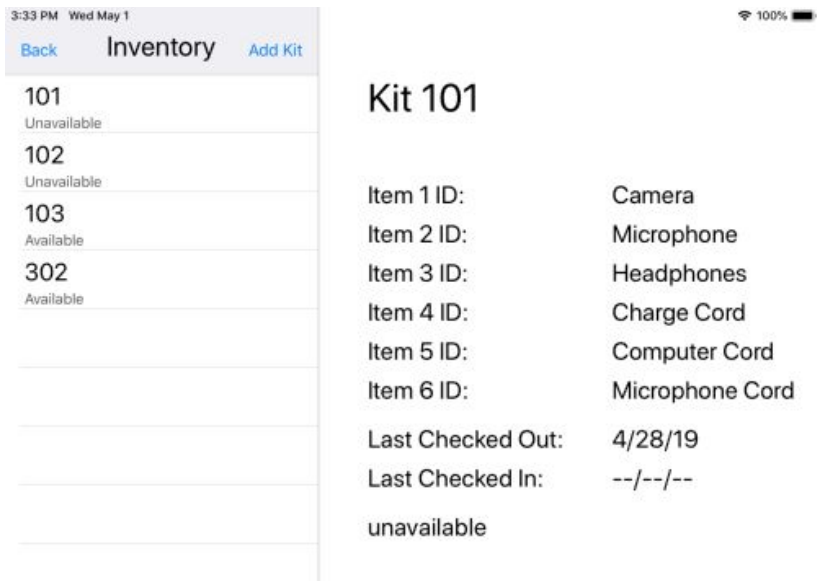 3:33 PM Wed May 1
100%
Back Inventory Add Kit
101
Unavailable
102
Unavailable
103
Available
302
Available
Kit 101
Item 1 ID: Camera
Item 2 ID: Microphone
Item 3 ID: Headphones
Item 4 ID: Charge Cord
Item 5 ID: Computer Cord
Item 6 ID: Microphone Cord
Last Checked Out: 4/28/19
Last Checked In: --/--/--
unavailable